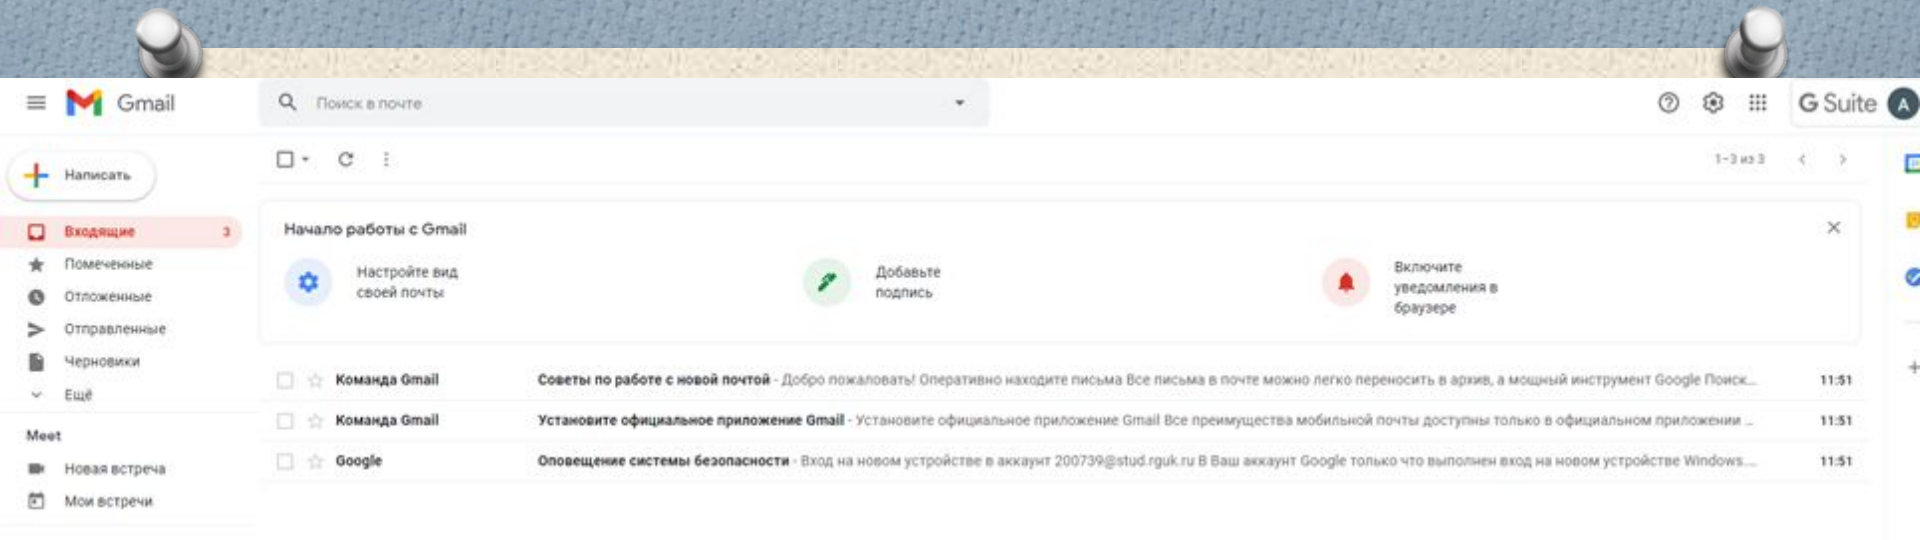 Gmail
Поиск в почте
G Suite
A
Написать
1–3 из 3
Входящие 3
Помеченные
Отложенные
Отправленные
Черновики
Ещё
Meet
Новая встреча
Мои встречи
Начало работы с Gmail
Настройте вид
своей почты
Добавьте
подпись
Включите
уведомления в
браузере
Команда Gmail Советы по работе с новой почтой - Добро пожаловать! Оперативно находите письма Все письма в почте можно легко переносить в архив, а мощный инструмент Google Поиск... 11:51
Команда Gmail Установите официальное приложение Gmail - Установите официальное приложение Gmail Все преимущества мобильной почты доступны только в официальном приложении ... 11:51
Google Оповещение системы безопасности - Вход на новом устройстве в аккаунт 200739@stud.rguk.ru В Ваш аккаунт Google только что выполнен вход на новом устройстве Windows.... 11:51